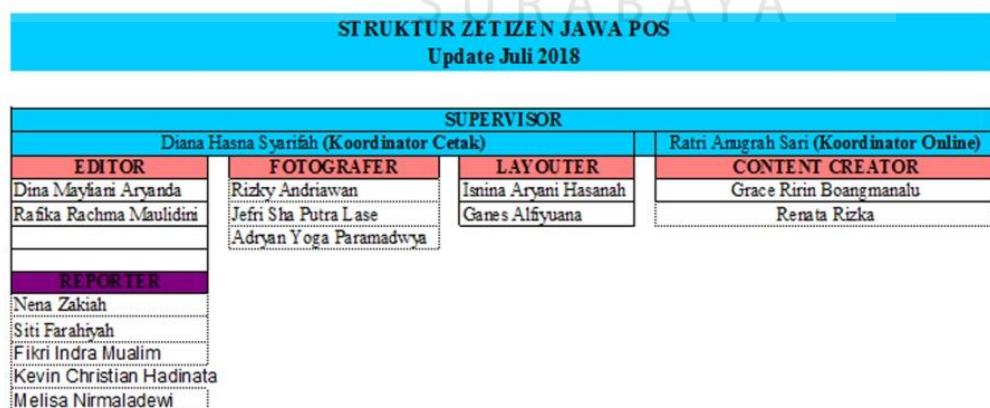 SURABAYA
STRUKTUR ZETIZEN JAWA POS
Update Juli 2018
SUPERVISOR
Diana Hasna Syarifah (Koordinator Cetak)
Ratri Anugrah Sari (Koordinator Online)
EDITOR
Dina Mayfiani Aryanda
Rafika Rachma Maulidini
FOTOGRAFER
Rizky Andriawan
Jefri Sha Putra Lase
Adryan Yoga Paramadwya
LAYOUTER
Isnina Aryani Hasanah
Ganes Alfiyuana
CONTENT CREATOR
Grace Ririn Boangmanalu
Renata Rizka
REPORTER
Nena Zakiah
Siti Farahiyah
Fikri Indra Mualim
Kevin Christian Hadinata
Melisa Nirmaladewi